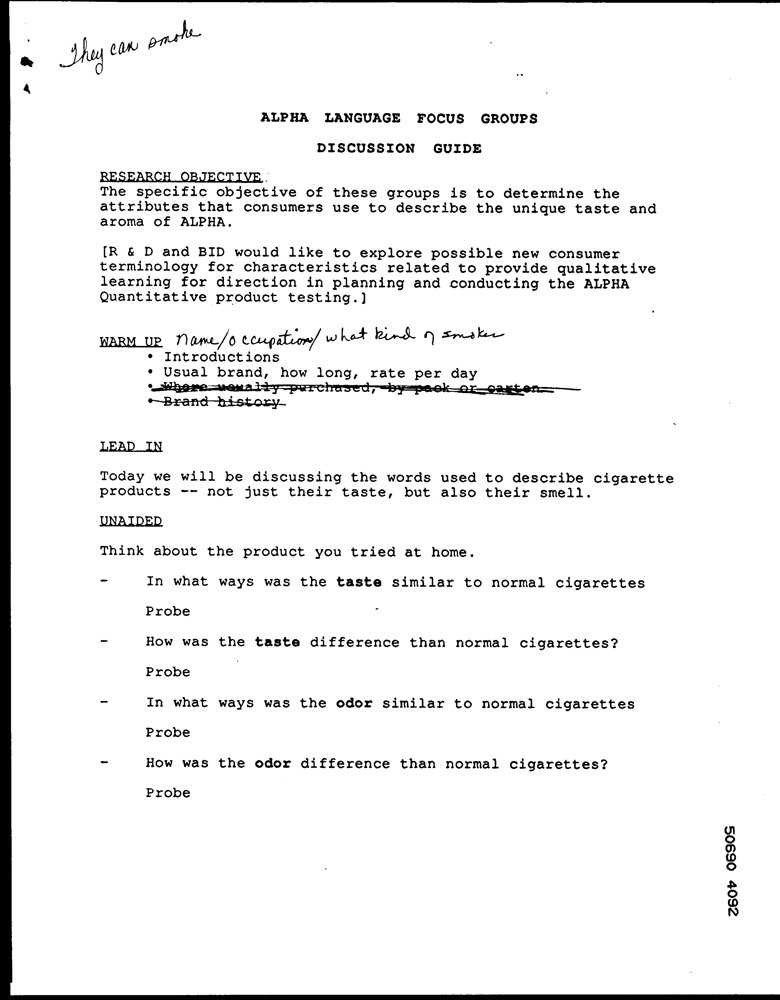 They can smoke
ALPHA LANGUAGE FOCUS GROUPS
DISCUSSION GUIDE
RESEARCH OBJECTIVE
The specific objective of these groups is to determine the
attributes that consumers use to describe the unique taste and
aroma of ALPHA.
[R & D and BID would like to explore possible new consumer
terminology for characteristics related to provide qualitative
learning for direction in planning and conducting the ALPHA
Quantitative product testing.]
WARM UP name/occupation/what kind of smoker
• Introductions
• Usual brand, how long, rate per day
• Where usually purchased, by pack or carton
• Brand history
LEAD IN
Today we will be discussing the words used to describe cigarette
products -- not just their taste, but also their smell.
UNAIDED
Think about the product you tried at home.
- In what ways was the taste similar to normal cigarettes
Probe
- How was the taste difference than normal cigarettes?
Probe
- In what ways was the odor similar to normal cigarettes
Probe
- How was the odor difference than normal cigarettes?
Probe
50690 4092